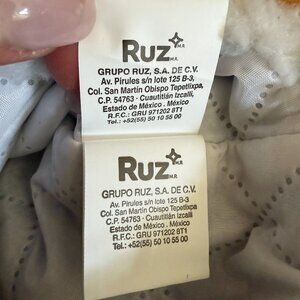 Ruz M.R.
GRUPO RUZ, S.A. DE C.V.
Av. Pirules s/n lote 125 B-3,
Col. San Martín Obispo Tepetlixpa,
C.P. 54763 - Cuautitlán Izcalli
Estado de México - México
R.F.C.: GRU 971202 8T1
Tel.: +52(55) 50 10 55 00
Ruz M.R.
GRUPO RUZ, S.A. DE C.V.
Av. Pirules s/n lote 125 B-3
Col. San Martín Obispo Tepetlixpa
C.P. 54763 - Cuautitlán Izcalli
Estado de México - México
R.F.C.: GRU 971202 8T1
Tel.: +52(55) 50 10 55 00